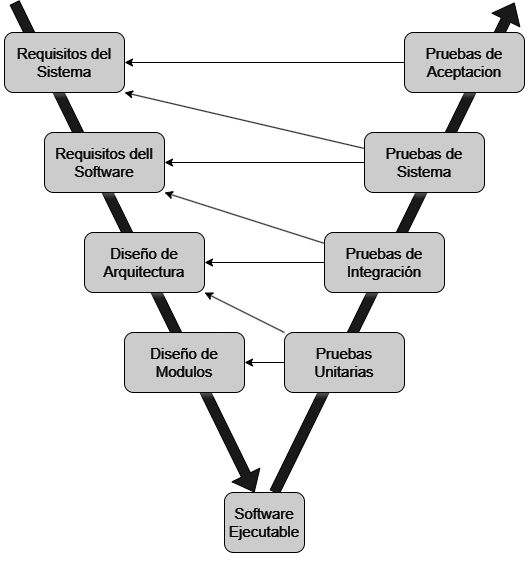 Requisitos del
Sistema
Pruebas de
Aceptacion
Requisitos dell
Software
Pruebas de
Sistema
Diseño de
Arquitectura
Pruebas de
Integración
Diseño de
Modulos
Pruebas
Unitarias
Software
Ejecutable